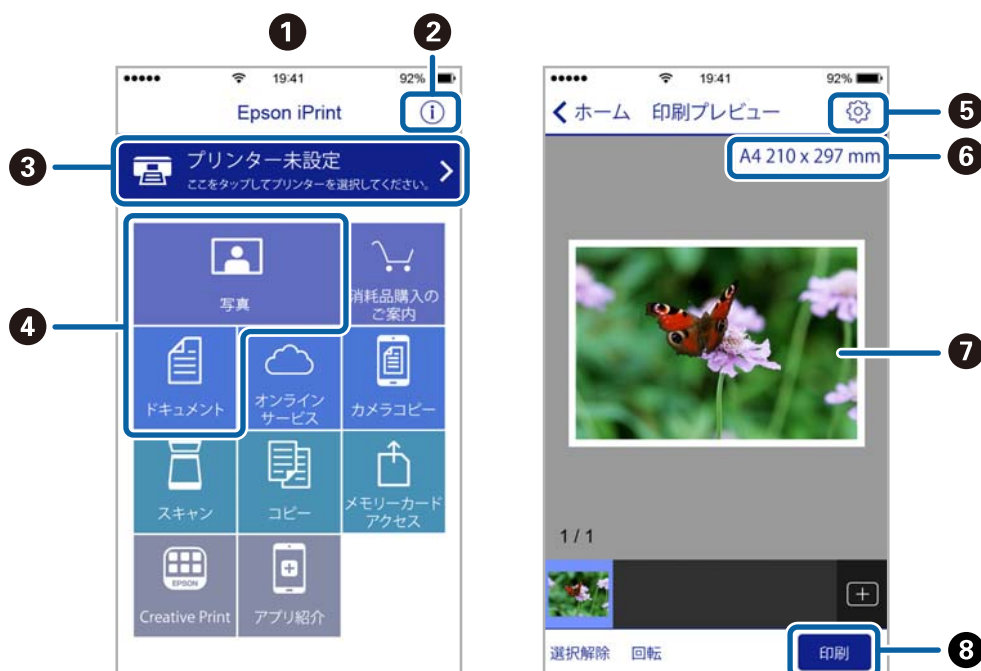 1
2
19:41
92%
Epson iPrint
3
プリンター未設定
ここをタップしてプリンターを選択してください。
4
写真
消耗品購入の
ご案内
ドキュメント
オンライン
サービス
カメラコピー
スキャン
コピー
メモリーカード
アクセス
EPSON
Creative Print
アプリ紹介
19:41
92%
ホーム
印刷プレビュー
5
A4 210 x 297 mm
6
7
1 / 1
選択解除
回転
印刷
8